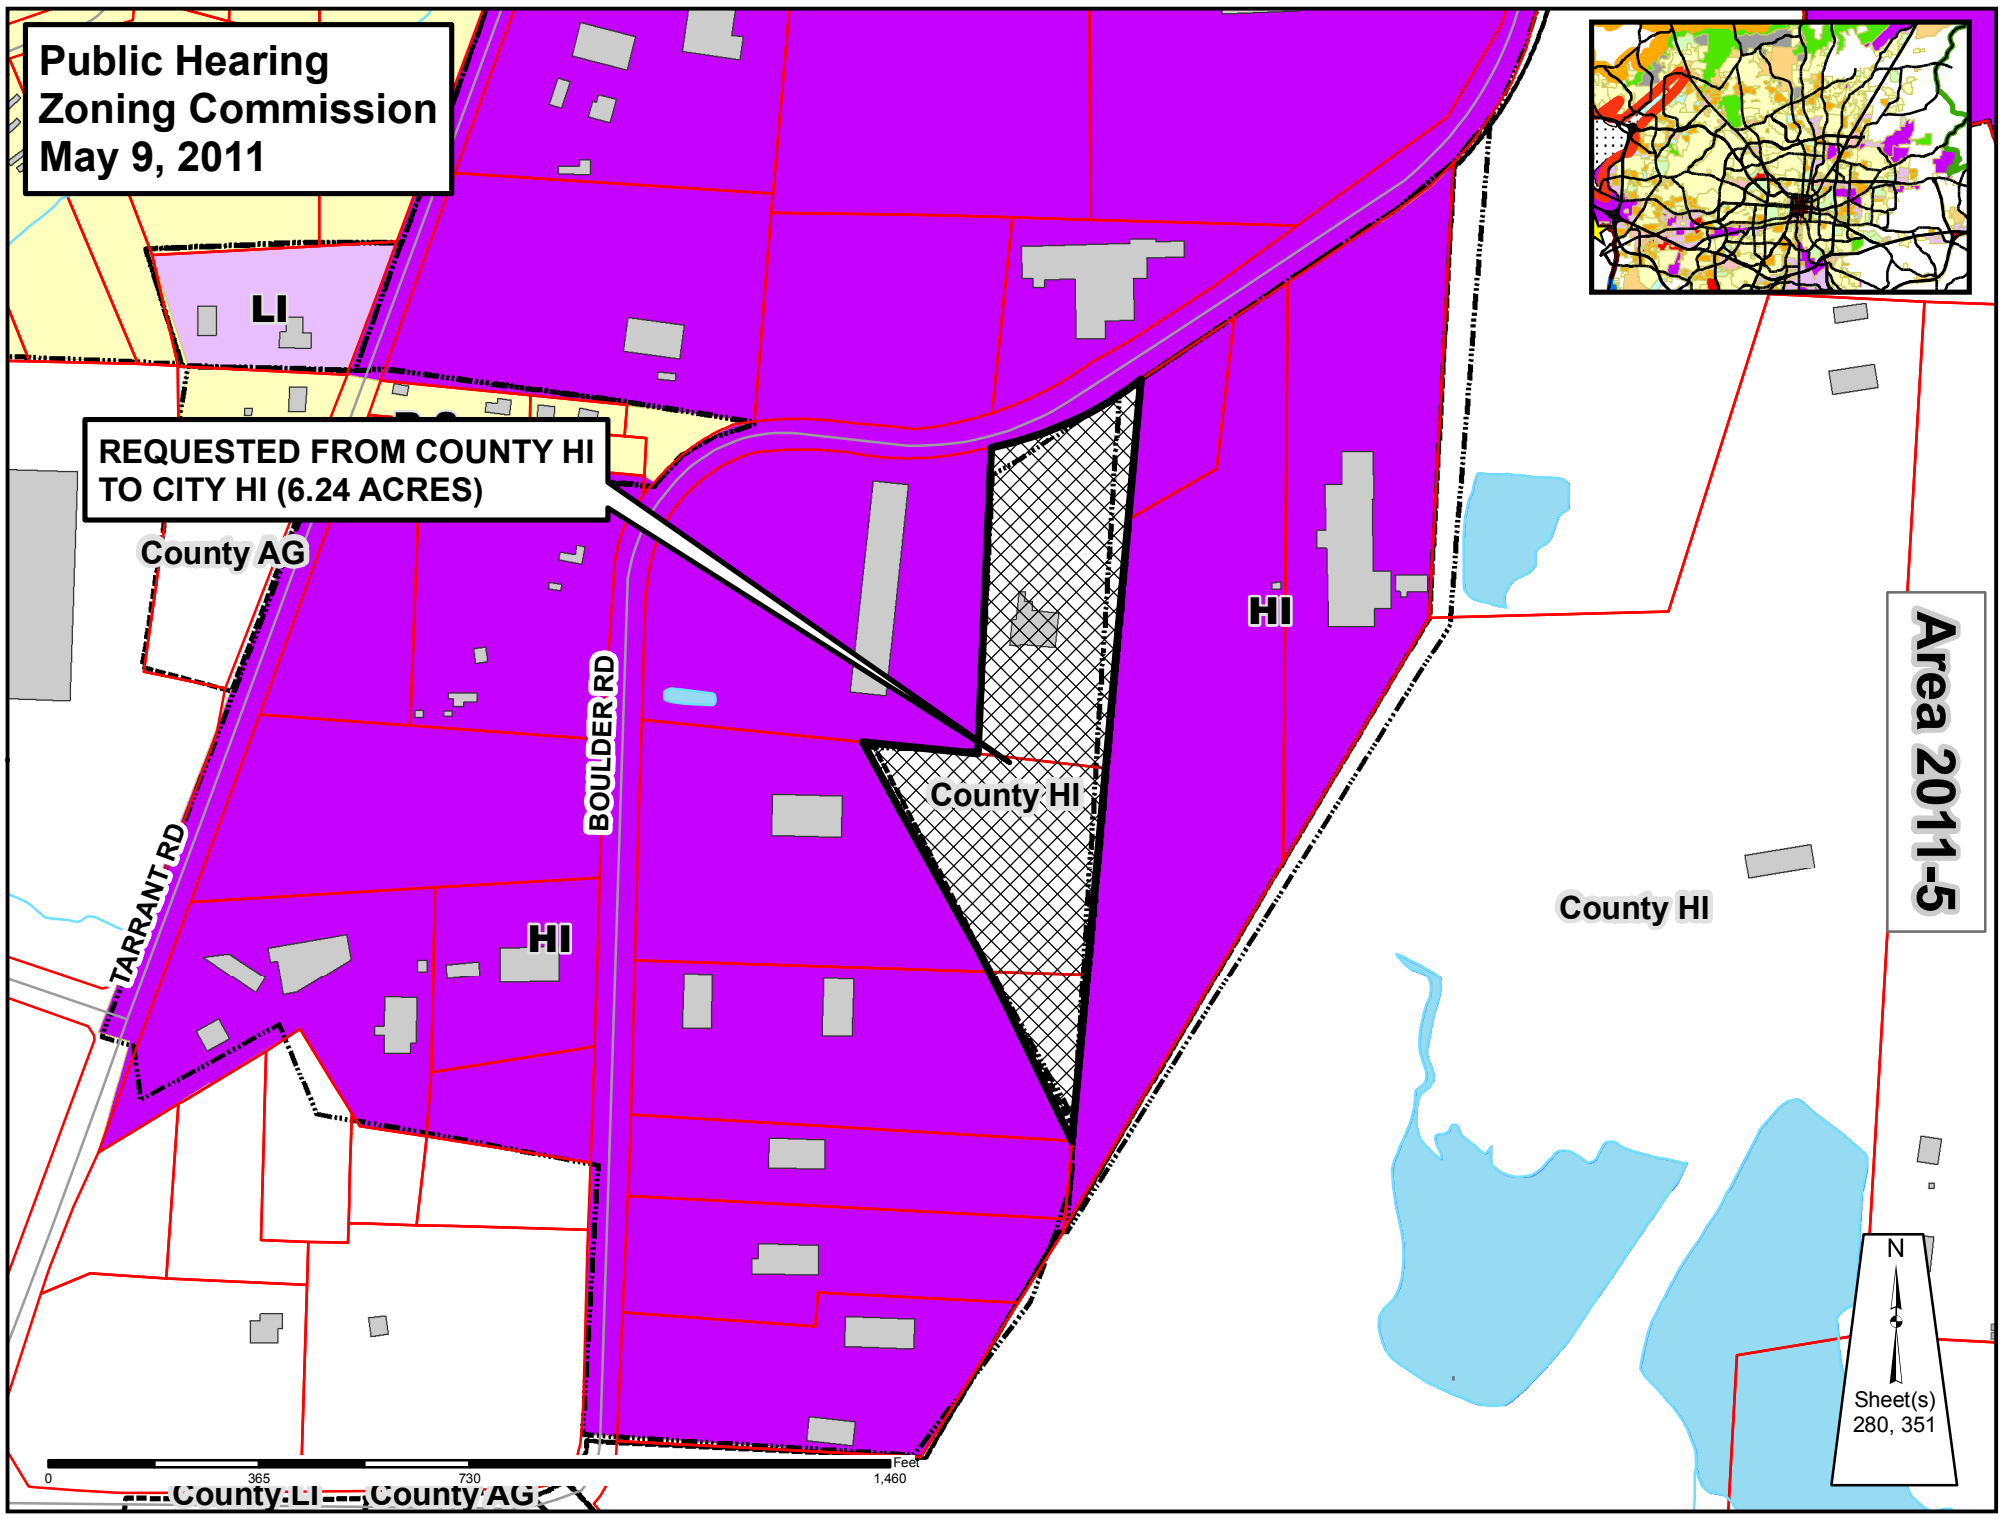 Public Hearing
Zoning Commission
May 9, 2011
LI
REQUESTED FROM COUNTY HI
TO CITY HI (6.24 ACRES)
County AG
HI
BOULDER RD
County HI
TARRANT RD
HI
County HI
Area 2011-5
N
Sheet(s)
280, 351
0 365 730 1,460
Feet
County LI
County AG